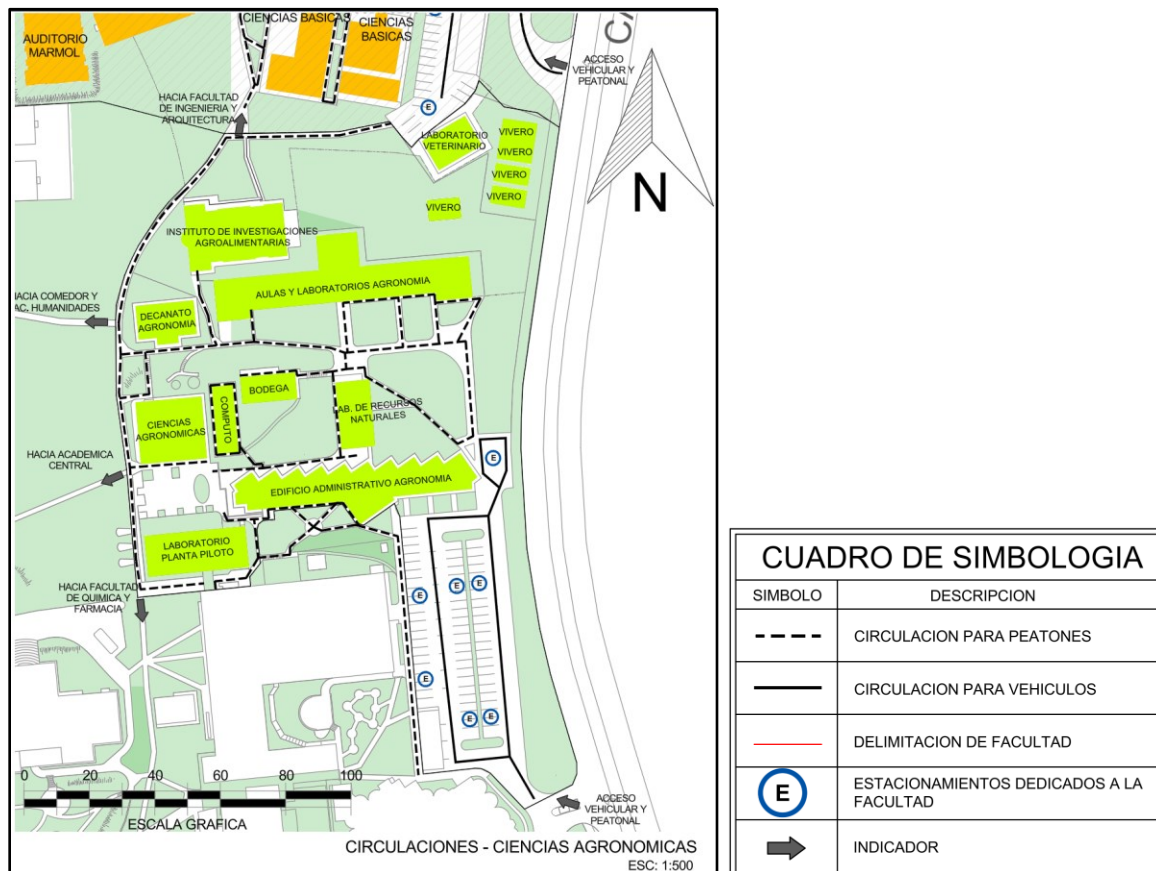 CIENCIAS BASICAS
CIENCIAS
BASICAS
AUDITORIO
MARMOL
C
ACCESO
VEHICULAR Y
PEATONAL
HACIA FACULTAD
DE INGENIERIA Y
ARQUITECTURA
E
E
LABORATORIO
VETERINARIO
VIVERO
VIVERO
VIVERO
VIVERO
VIVERO
N
INSTITUTO DE INVESTIGACIONES
AGROALIMENTARIAS
AULAS Y LABORATORIOS AGRONOMIA
HACIA COMEDOR Y
AC. HUMANIDADES
DECANATO
AGRONOMIA
BODEGA
COMPUTO
CIENCIAS
AGRONOMICAS
AB. DE RECURSOS
NATURALES
HACIA ACADEMICA
CENTRAL
E
EDIFICIO ADMINISTRATIVO AGRONOMIA
LABORATORIO
PLANTA PILOTO
HACIA FACULTAD
DE QUIMICA Y
FARMACIA
E
E
E
E
E
E
0 20 40 60 80 100
ESCALA GRAFICA
ACCESO
VEHICULAR Y
PEATONAL
CIRCULACIONES - CIENCIAS AGRONOMICAS
ESC: 1:500
CUADRO DE SIMBOLOGIA
SIMBOLO DESCRIPCION
CIRCULACION PARA PEATONES
CIRCULACION PARA VEHICULOS
DELIMITACION DE FACULTAD
E ESTACIONAMIENTOS DEDICADOS A LA
FACULTAD
INDICADOR